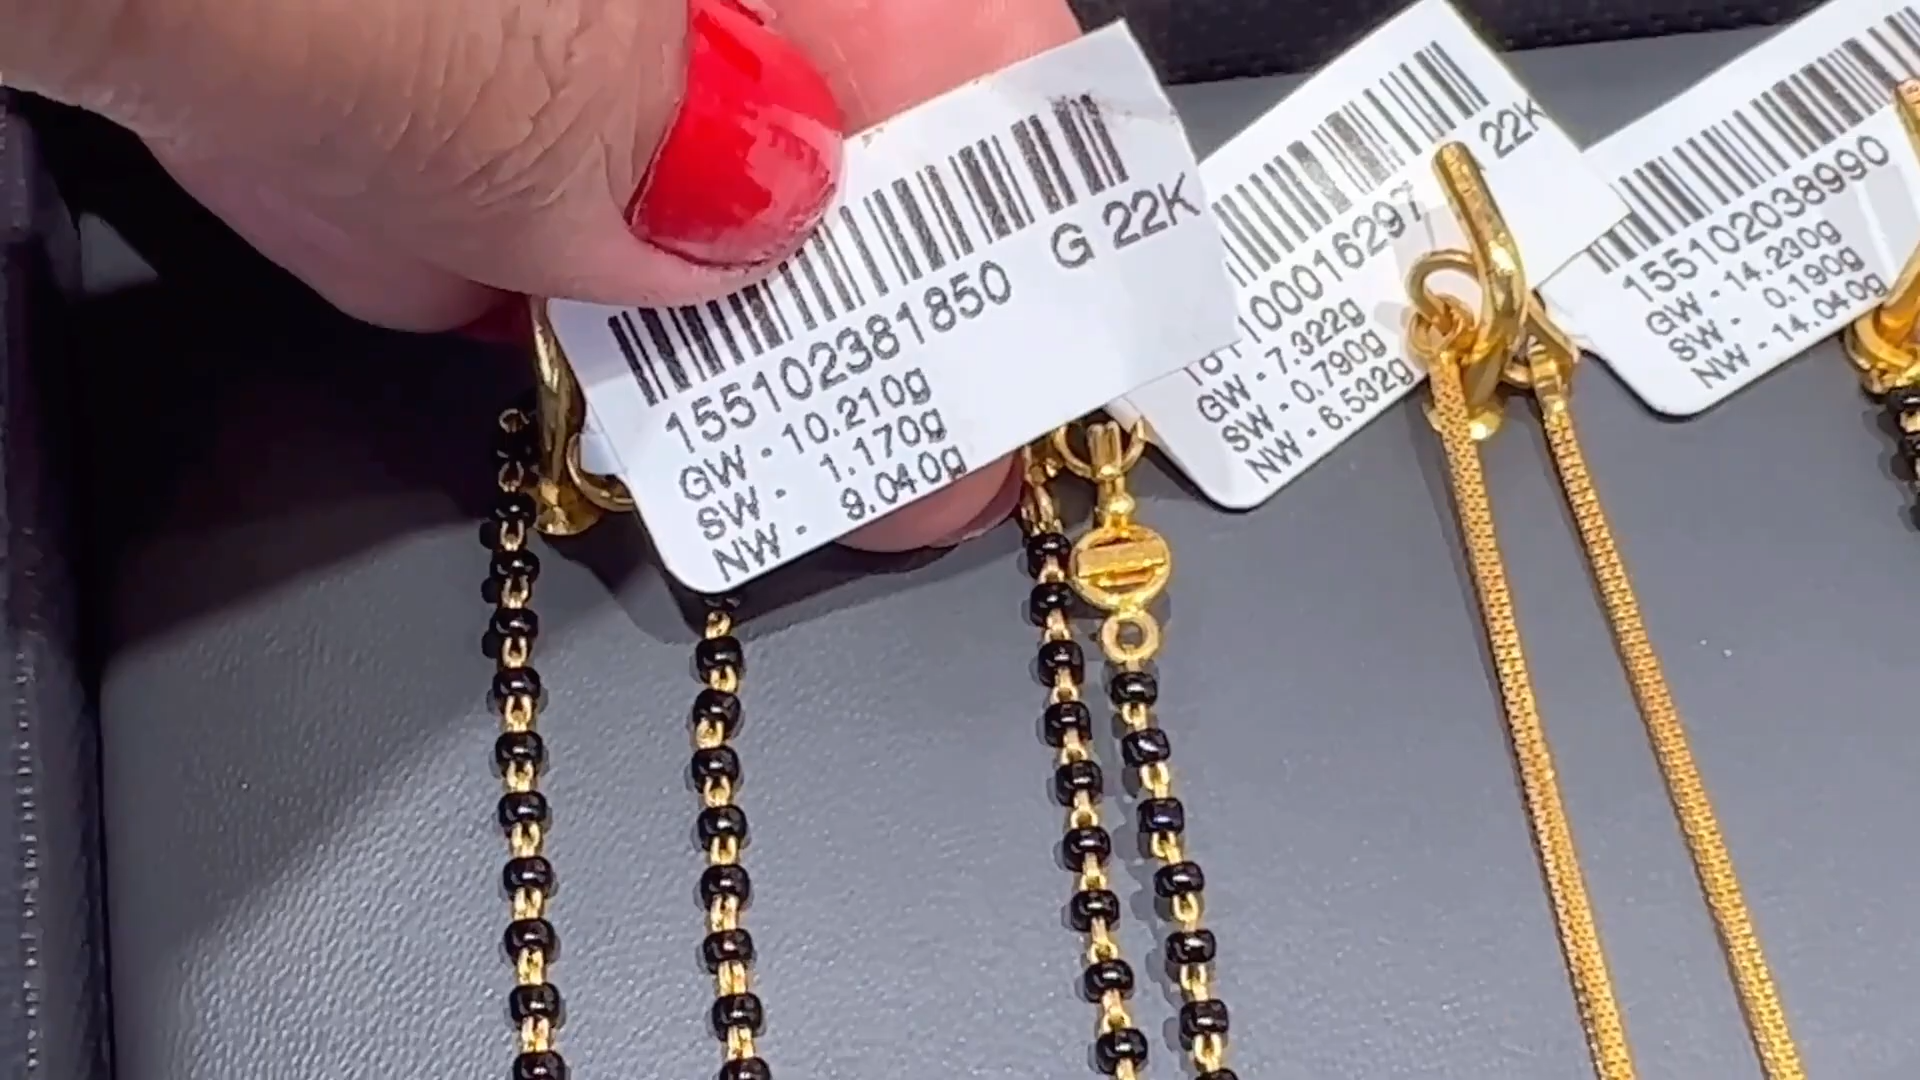 155102381850 G 22K
GW - 10.210g
SW - 1.170g
NW - 9.040g
22K
100016297
GW - 7.322g
SW - 0.790g
NW - 6.532g
155102038990
GW - 14.230g
SW - 0.190g
NW - 14.040g